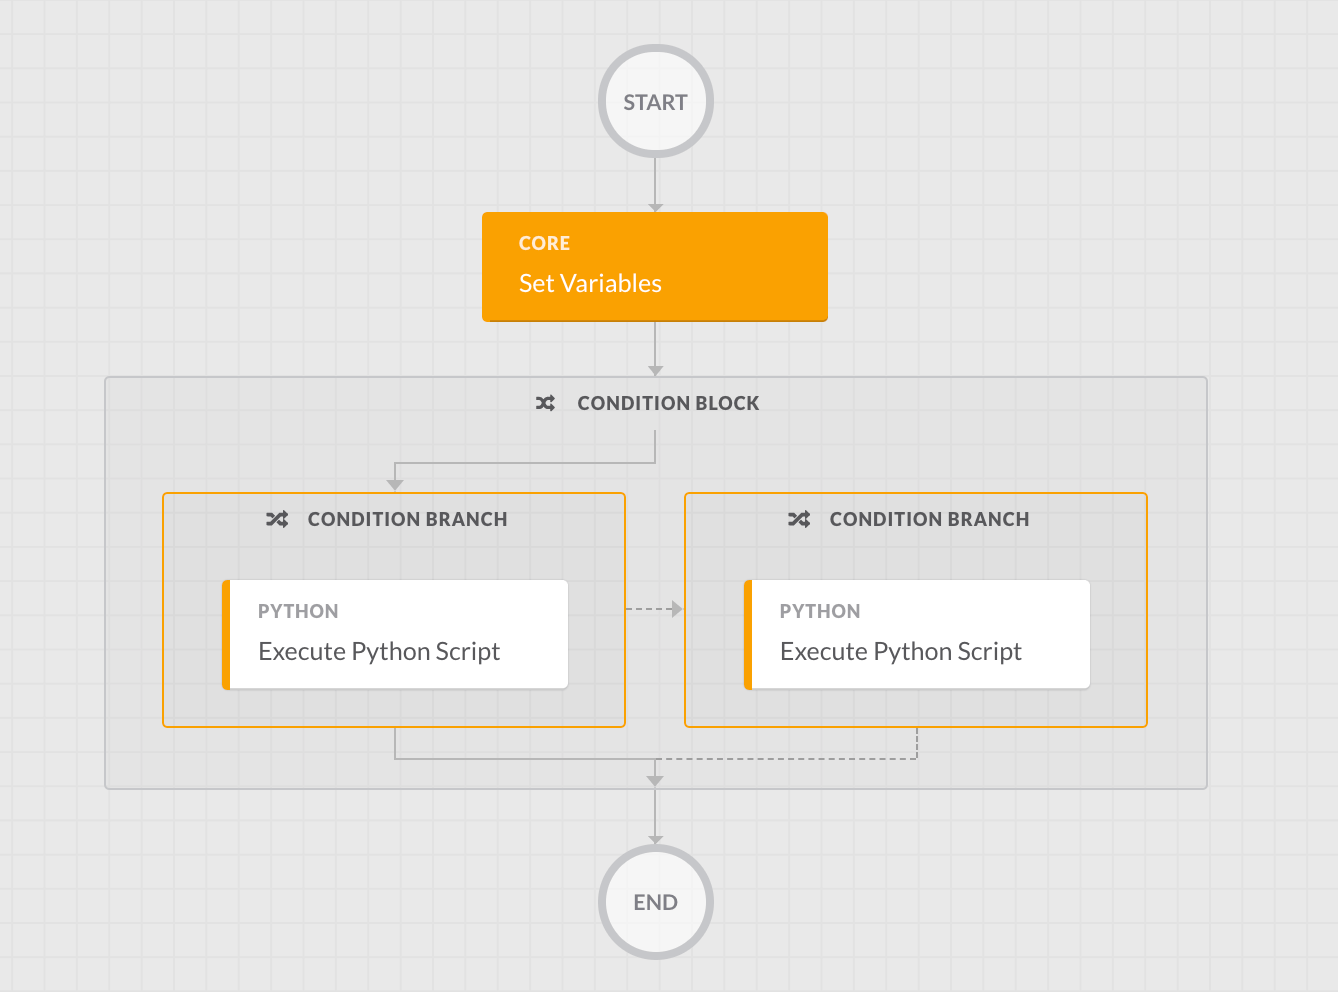 START
CORE
Set Variables
CONDITION BLOCK
CONDITION BRANCH
PYTHON
Execute Python Script
CONDITION BRANCH
PYTHON
Execute Python Script
END